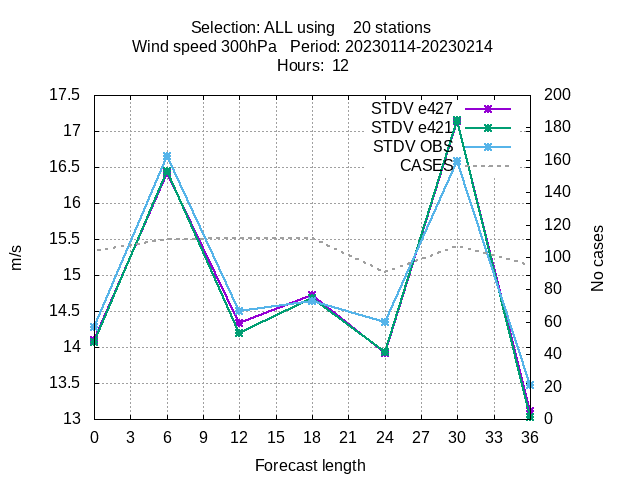 Selection: ALL using    20 stations
Wind speed 300hPa   Period: 20230114-20230214
Hours:  12
17.5
17
16.5
16
15.5
15
14.5
14
13.5
13
m/s
STDV e427
STDV e421
STDV OBS
CASES
200
180
160
140
120
100
80
60
40
20
0
No cases
0 3 6 9 12 15 18 21 24 27 30 33 36
Forecast length